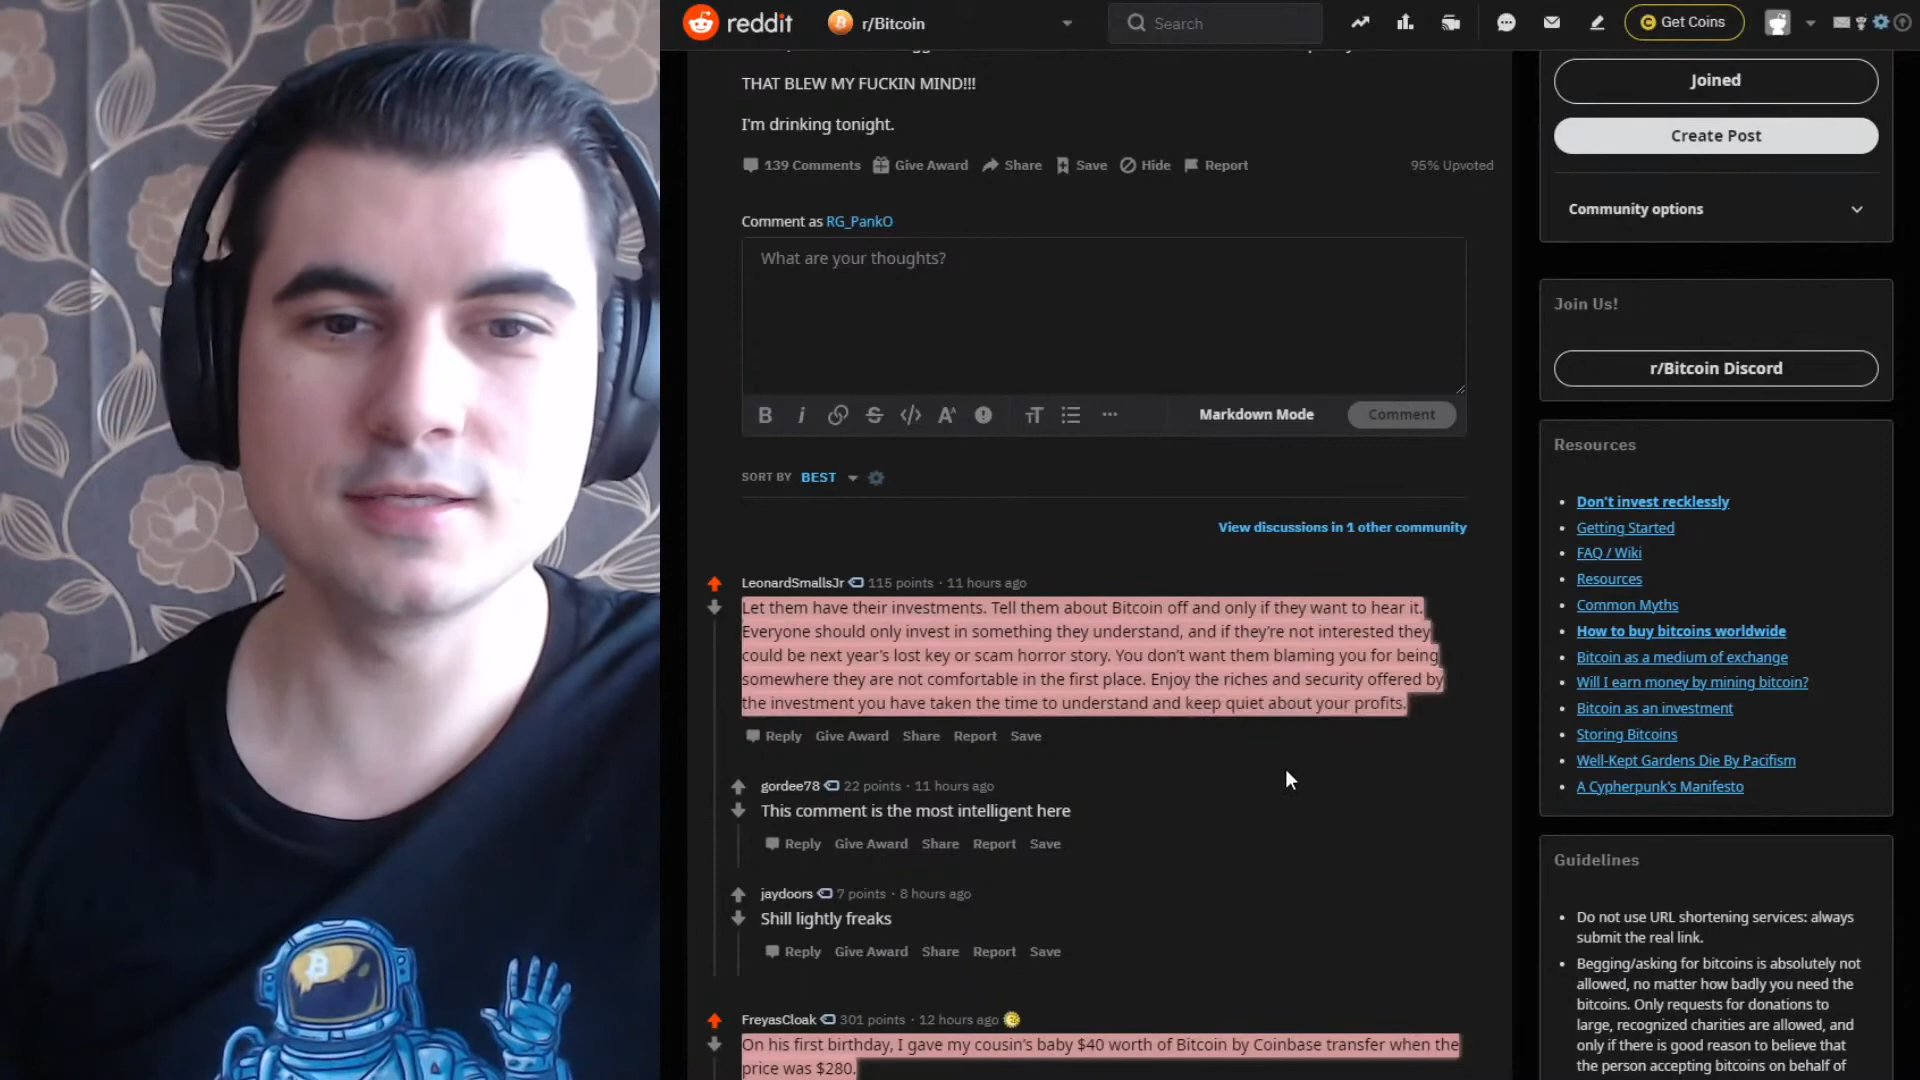 reddit
r/Bitcoin
Search
Get Coins
THAT BLEW MY FUCKIN MIND!!!
I'm drinking tonight.
139 Comments Give Award Share Save Hide Report
95% Upvoted
Comment as RG_PankO
What are your thoughts?
Markdown Mode
Comment
SORT BY BEST
View discussions in 1 other community
LeonardSmallsJr 115 points · 11 hours ago
Let them have their investments. Tell them about Bitcoin off and only if they want to hear it.
Everyone should only invest in something they understand, and if they're not interested they
could be next year's lost key or scam horror story. You don't want them blaming you for being
somewhere they are not comfortable in the first place. Enjoy the riches and security offered by
the investment you have taken the time to understand and keep quiet about your profits.
Reply Give Award Share Report Save
gordee78 22 points · 11 hours ago
This comment is the most intelligent here
Reply Give Award Share Report Save
jaydoors 7 points · 8 hours ago
Shill lightly freaks
Reply Give Award Share Report Save
FreyasCloak 301 points · 12 hours ago
On his first birthday, I gave my cousin's baby $40 worth of Bitcoin by Coinbase transfer when the
price was $280.
Joined
Create Post
Community options
Join Us!
r/Bitcoin Discord
Resources
Don't invest recklessly
Getting Started
FAQ / Wiki
Resources
Common Myths
How to buy bitcoins worldwide
Bitcoin as a medium of exchange
Will I earn money by mining bitcoin?
Bitcoin as an investment
Storing Bitcoins
Well-Kept Gardens Die By Pacifism
A Cypherpunk's Manifesto
Guidelines
Do not use URL shortening services: always
submit the real link.
Begging/asking for bitcoins is absolutely not
allowed, no matter how badly you need the
bitcoins. Only requests for donations to
large, recognized charities are allowed, and
only if there is good reason to believe that
the person accepting bitcoins on behalf of